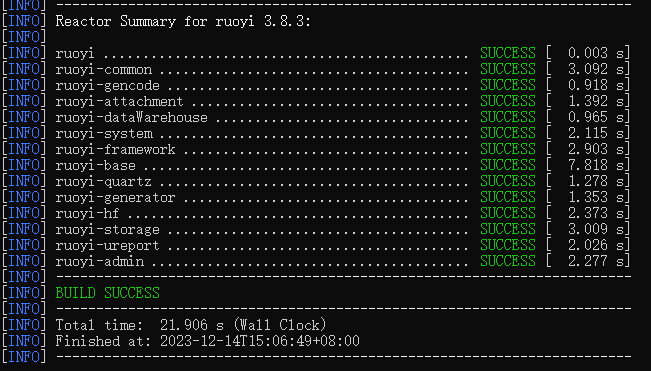 [INFO] ------------------------------------------------------------------------
[INFO] Reactor Summary for ruoyi 3.8.3:
[INFO]
[INFO] ruoyi .............................................. SUCCESS [  0.003 s]
[INFO] ruoyi-common ....................................... SUCCESS [  3.092 s]
[INFO] ruoyi-gencode ...................................... SUCCESS [  0.918 s]
[INFO] ruoyi-attachment ................................... SUCCESS [  1.392 s]
[INFO] ruoyi-dataWarehouse ................................ SUCCESS [  0.965 s]
[INFO] ruoyi-system ....................................... SUCCESS [  2.115 s]
[INFO] ruoyi-framework .................................... SUCCESS [  2.903 s]
[INFO] ruoyi-base ......................................... SUCCESS [  7.818 s]
[INFO] ruoyi-quartz ....................................... SUCCESS [  1.278 s]
[INFO] ruoyi-generator .................................... SUCCESS [  1.353 s]
[INFO] ruoyi-hf ........................................... SUCCESS [  2.373 s]
[INFO] ruoyi-storage ...................................... SUCCESS [  3.009 s]
[INFO] ruoyi-ureport ...................................... SUCCESS [  2.026 s]
[INFO] ruoyi-admin ........................................ SUCCESS [  2.277 s]
[INFO] ------------------------------------------------------------------------
[INFO] BUILD SUCCESS
[INFO] ------------------------------------------------------------------------
[INFO] Total time:  21.906 s (Wall Clock)
[INFO] Finished at: 2023-12-14T15:06:49+08:00
[INFO] ------------------------------------------------------------------------